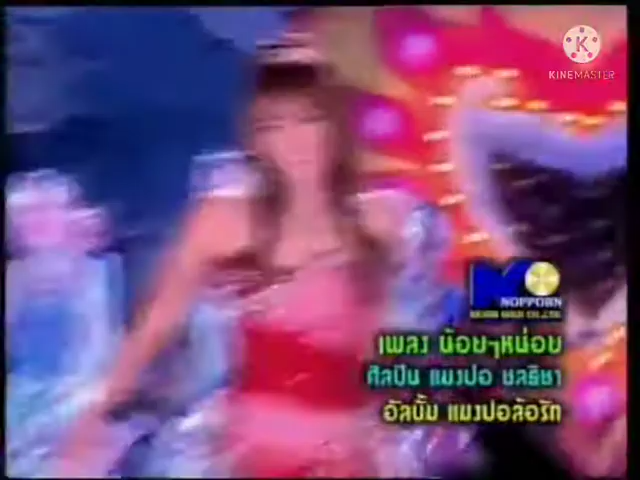 KINEMASTER
NOPPORN
เพลง น้อยๆหน่อย
ศิลปิน แมงปอ ชลธิชา
อัลบั้ม แมงปอล้อรัก